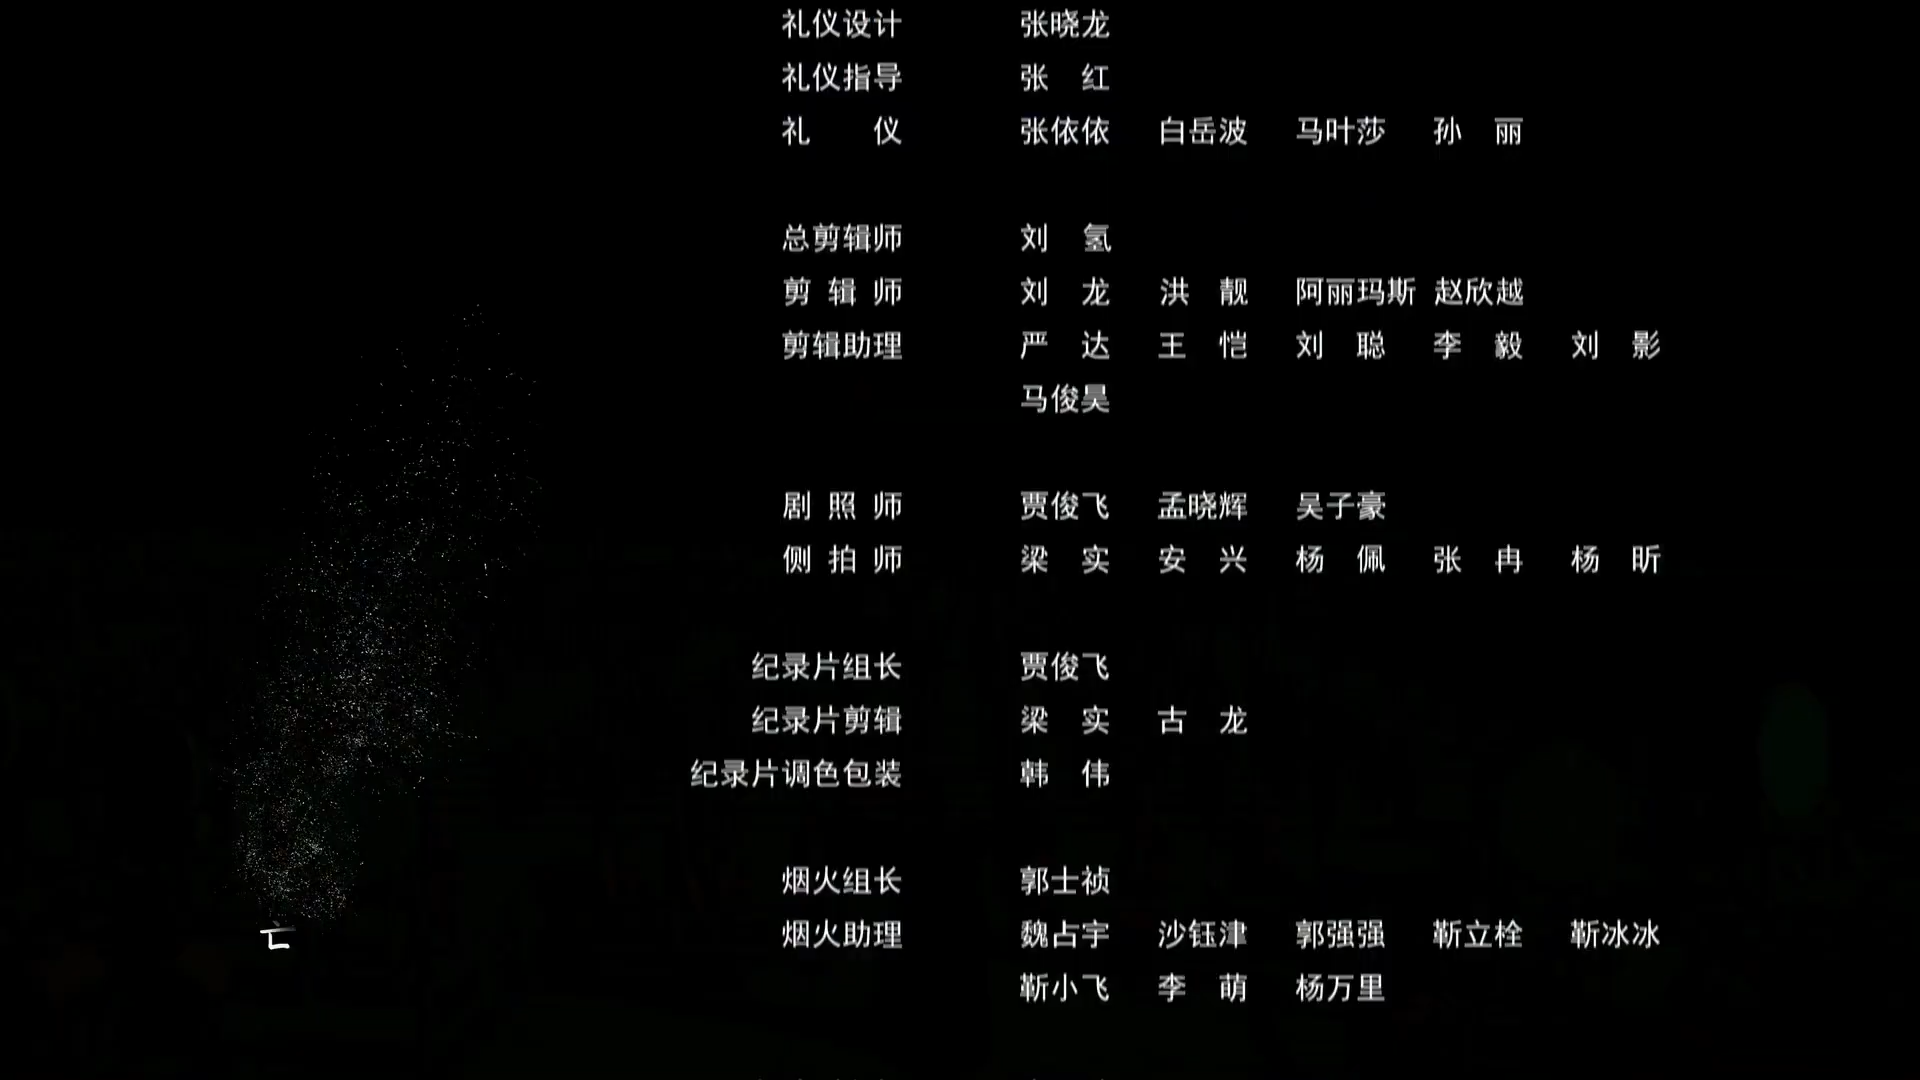 礼仪设计 张晓龙
礼仪指导 张 红
礼 仪 张依依 白岳波 马叶莎 孙 丽
总剪辑师 刘 氢
剪 辑 师 刘 龙 洪 靓 阿丽玛斯 赵欣越
剪辑助理 严 达 王 恺 刘 聪 李 毅 刘 影
马俊昊
剧 照 师 贾俊飞 孟晓辉 吴子豪
侧 拍 师 梁 实 安 兴 杨 佩 张 冉 杨 昕
纪录片组长 贾俊飞
纪录片剪辑 梁 实 古 龙
纪录片调色包装 韩 伟
烟火组长 郭士祯
烟火助理 魏占宇 沙钰津 郭强强 靳立栓 靳冰冰
靳小飞 李 萌 杨万里